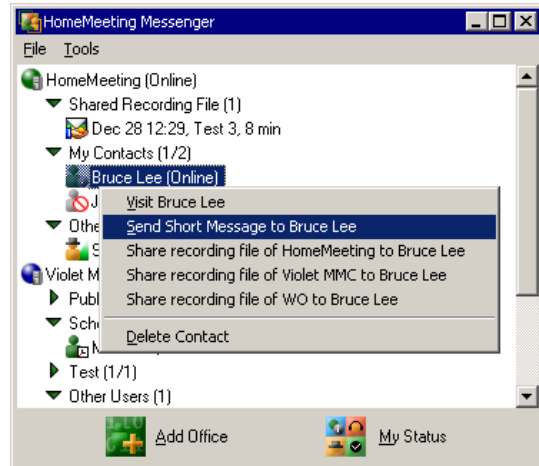 HomeMeeting Messenger
File Tools
HomeMeeting (Online)
Shared Recording File (1)
Dec 28 12:29, Test 3, 8 min
My Contacts (1/2)
Bruce Lee (Online)
Visit Bruce Lee
Send Short Message to Bruce Lee
Share recording file of HomeMeeting to Bruce Lee
Share recording file of Violet MMC to Bruce Lee
Share recording file of WO to Bruce Lee
Delete Contact
Violet M
Test (1/1)
Other Users (1)
Add Office
My Status